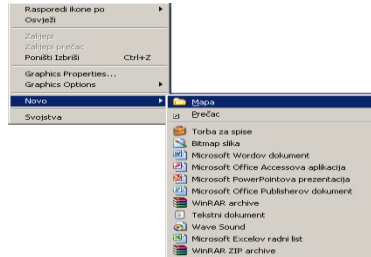 Rasporedi ikone po
Osvježi
Zalijepi
Zalijepi prečac
Poništi Izbriši Ctrl+Z
Graphics Properties...
Graphics Options
Novo
Svojstva
Mapa
Prečac
Torba za spise
Bitmap slika
Microsoft Wordov dokument
Microsoft Office Accessova aplikacija
Microsoft PowerPointova prezentacija
Microsoft Office Publisherov dokument
WinRAR archive
Tekstni dokument
Wave Sound
Microsoft Excelov radni list
WinRAR ZIP archive